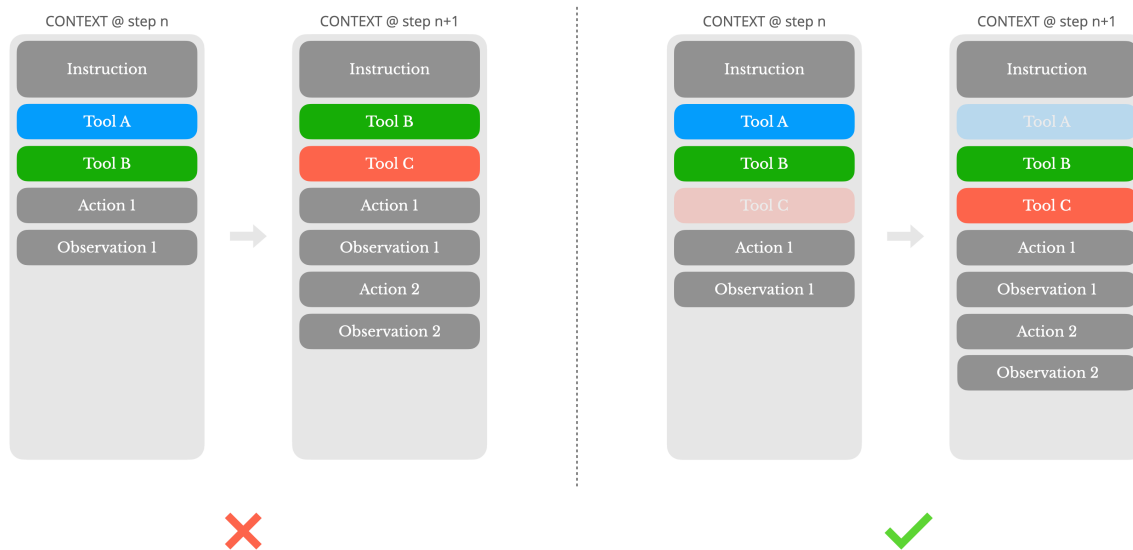 CONTEXT @ step n
Instruction
Tool A
Tool B
Action 1
Observation 1
CONTEXT @ step n+1
Instruction
Tool B
Tool C
Action 1
Observation 1
Action 2
Observation 2
CONTEXT @ step n
Instruction
Tool A
Tool B
Tool C
Action 1
Observation 1
CONTEXT @ step n+1
Instruction
Tool A
Tool B
Tool C
Action 1
Observation 1
Action 2
Observation 2